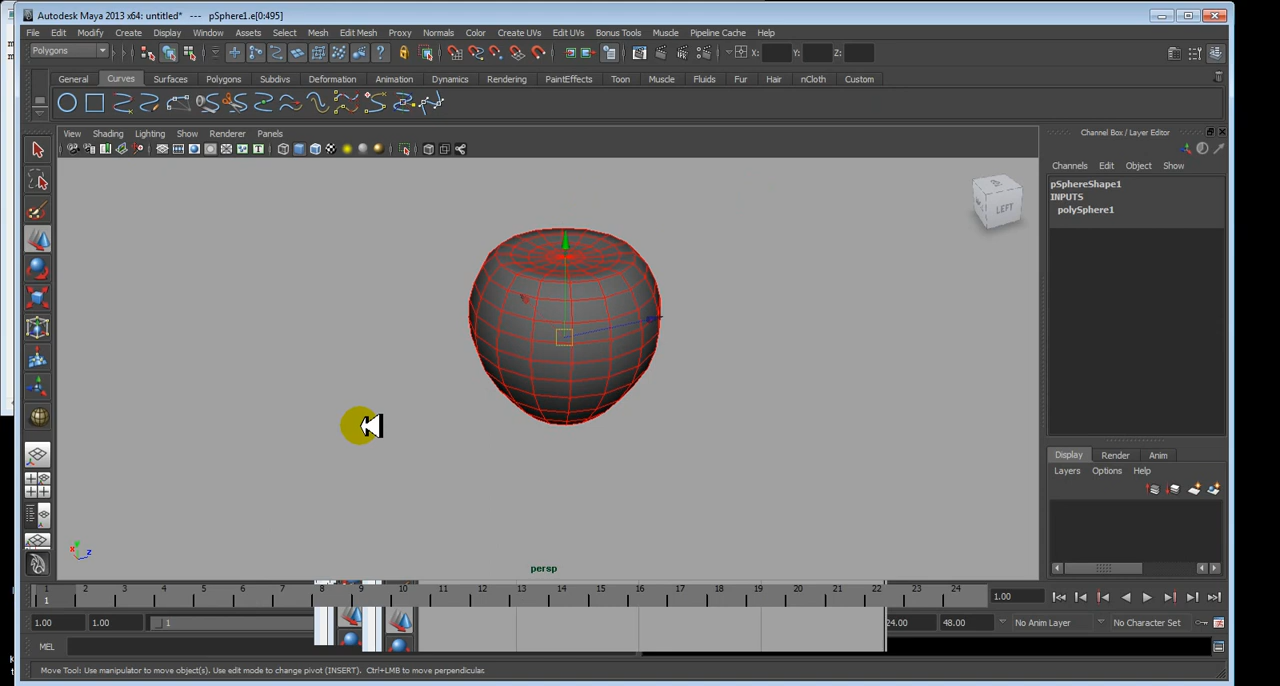 Autodesk Maya 2013 x64: untitled* --- pSphere1.e[0:495]
File Edit Modify Create Display Window Assets Select Mesh Edit Mesh Proxy Normals Color Create UVs Edit UVs Bonus Tools Muscle Pipeline Cache Help
Polygons X: Y: Z:
General Curves Surfaces Polygons Subdivs Deformation Animation Dynamics Rendering PaintEffects Toon Muscle Fluids Fur Hair nCloth Custom
View Shading Lighting Show Renderer Panels
Channel Box / Layer Editor
Channels Edit Object Show
pSphereShape1
INPUTS
polySphere1
LEFT
Display Render Anim
Layers Options Help
x z
persp
1 2 3 4 5 6 7 8 9 10 11 12 13 14 15 16 17 18 19 20 21 22 23 24
1
1.00
1.00 1.00 1 24.00 48.00 No Anim Layer No Character Set
MEL
Move Tool: Use manipulator to move object(s). Use edit mode to change pivot (INSERT). Ctrl+LMB to move perpendicular.